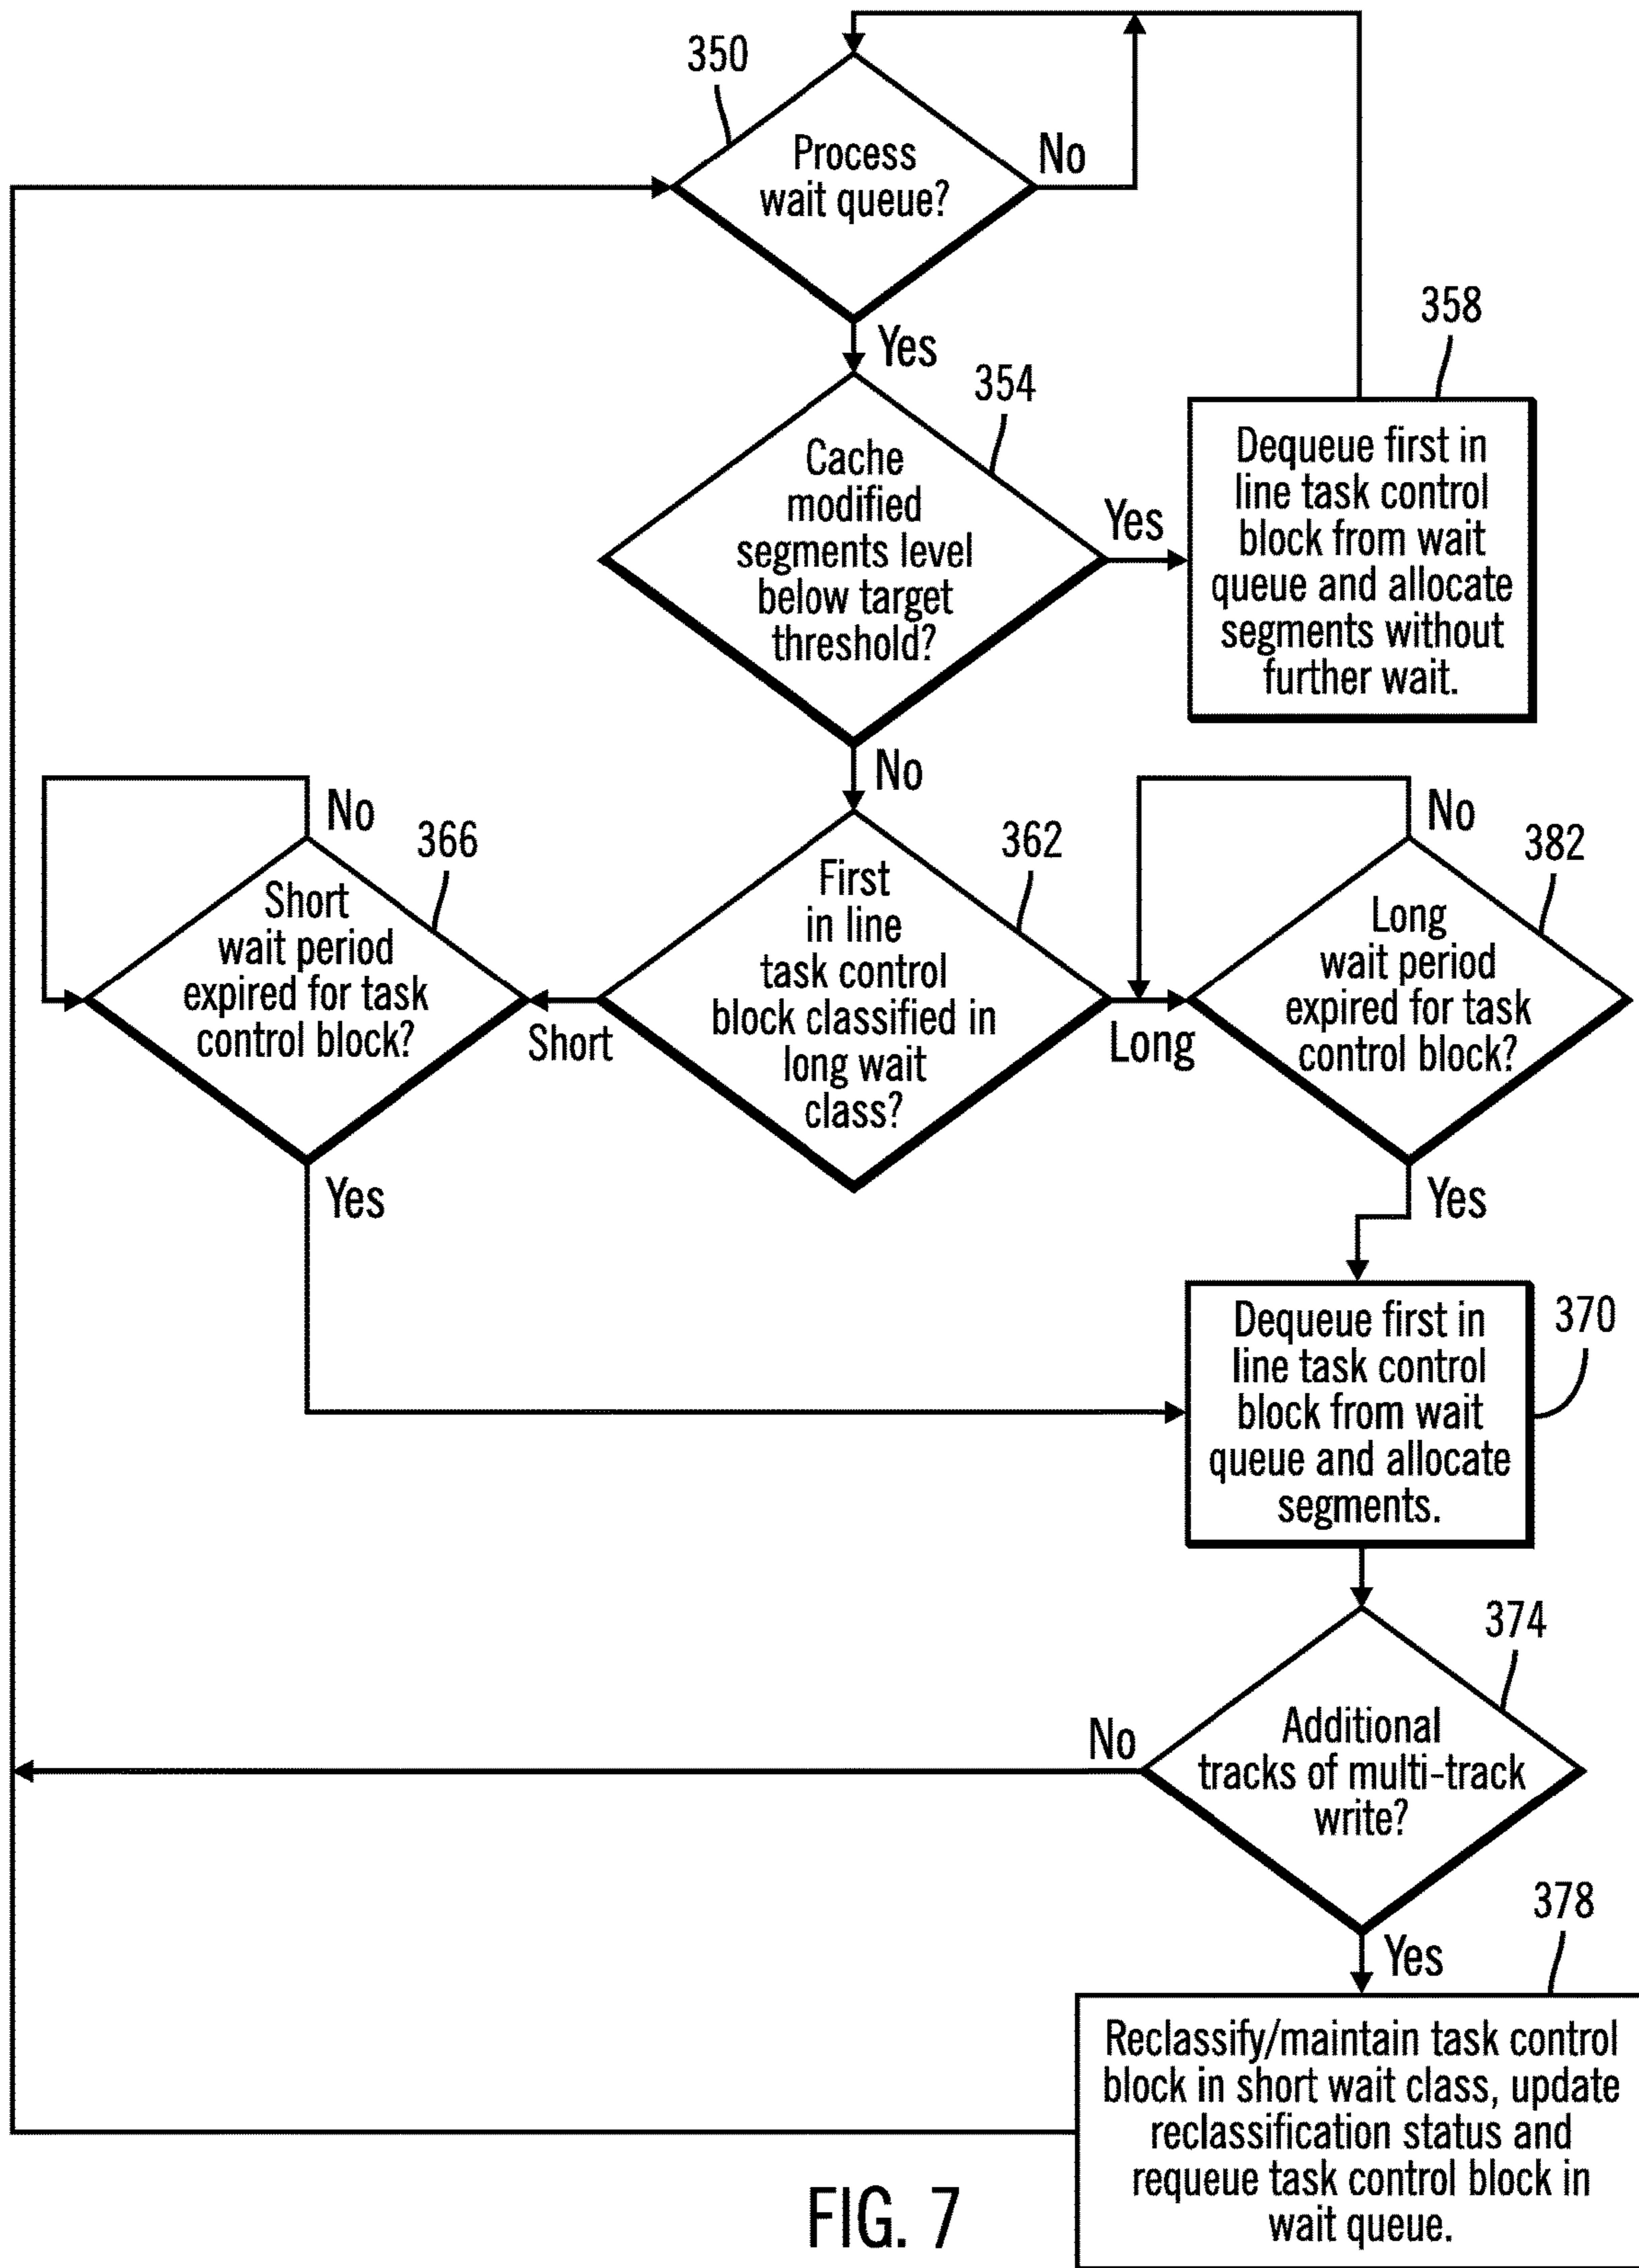 350
Process
wait queue?
No
Yes
358
354
Cache
modified
segments level
below target
threshold?
Yes
Dequeue first in
line task control
block from wait
queue and allocate
segments without
further wait.
No
No
No
366
362
382
Short
wait period
expired for task
control block?
First
in line
task control
block classified in
long wait
class?
Long
wait period
expired for task
control block?
Short
Long
Yes
Yes
Dequeue first in
line task control
block from wait
queue and allocate
segments.
370
374
No
Additional
tracks of multi-track
write?
378
Yes
Reclassify/maintain task control
block in short wait class, update
reclassification status and
requeue task control block in
wait queue.
FIG. 7